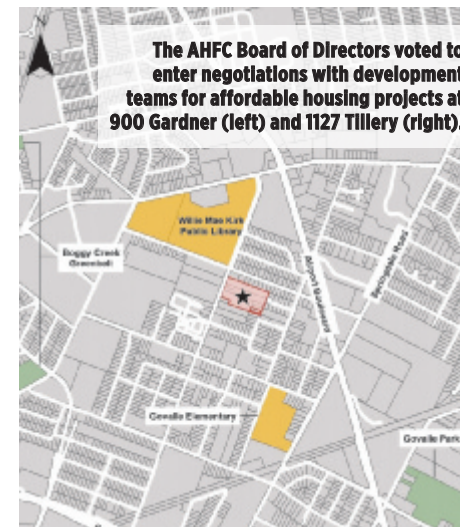 The AHFC Board of Directors voted to
enter negotiations with development
teams for affordable housing projects at
900 Gardner (left) and 1127 Tillery (right).
Willie Mae Kirk
Public Library
Buggy Creek
Greenbelt
Airport Boulevard
Springdale Road
Govalle Elementary
Govalle Park